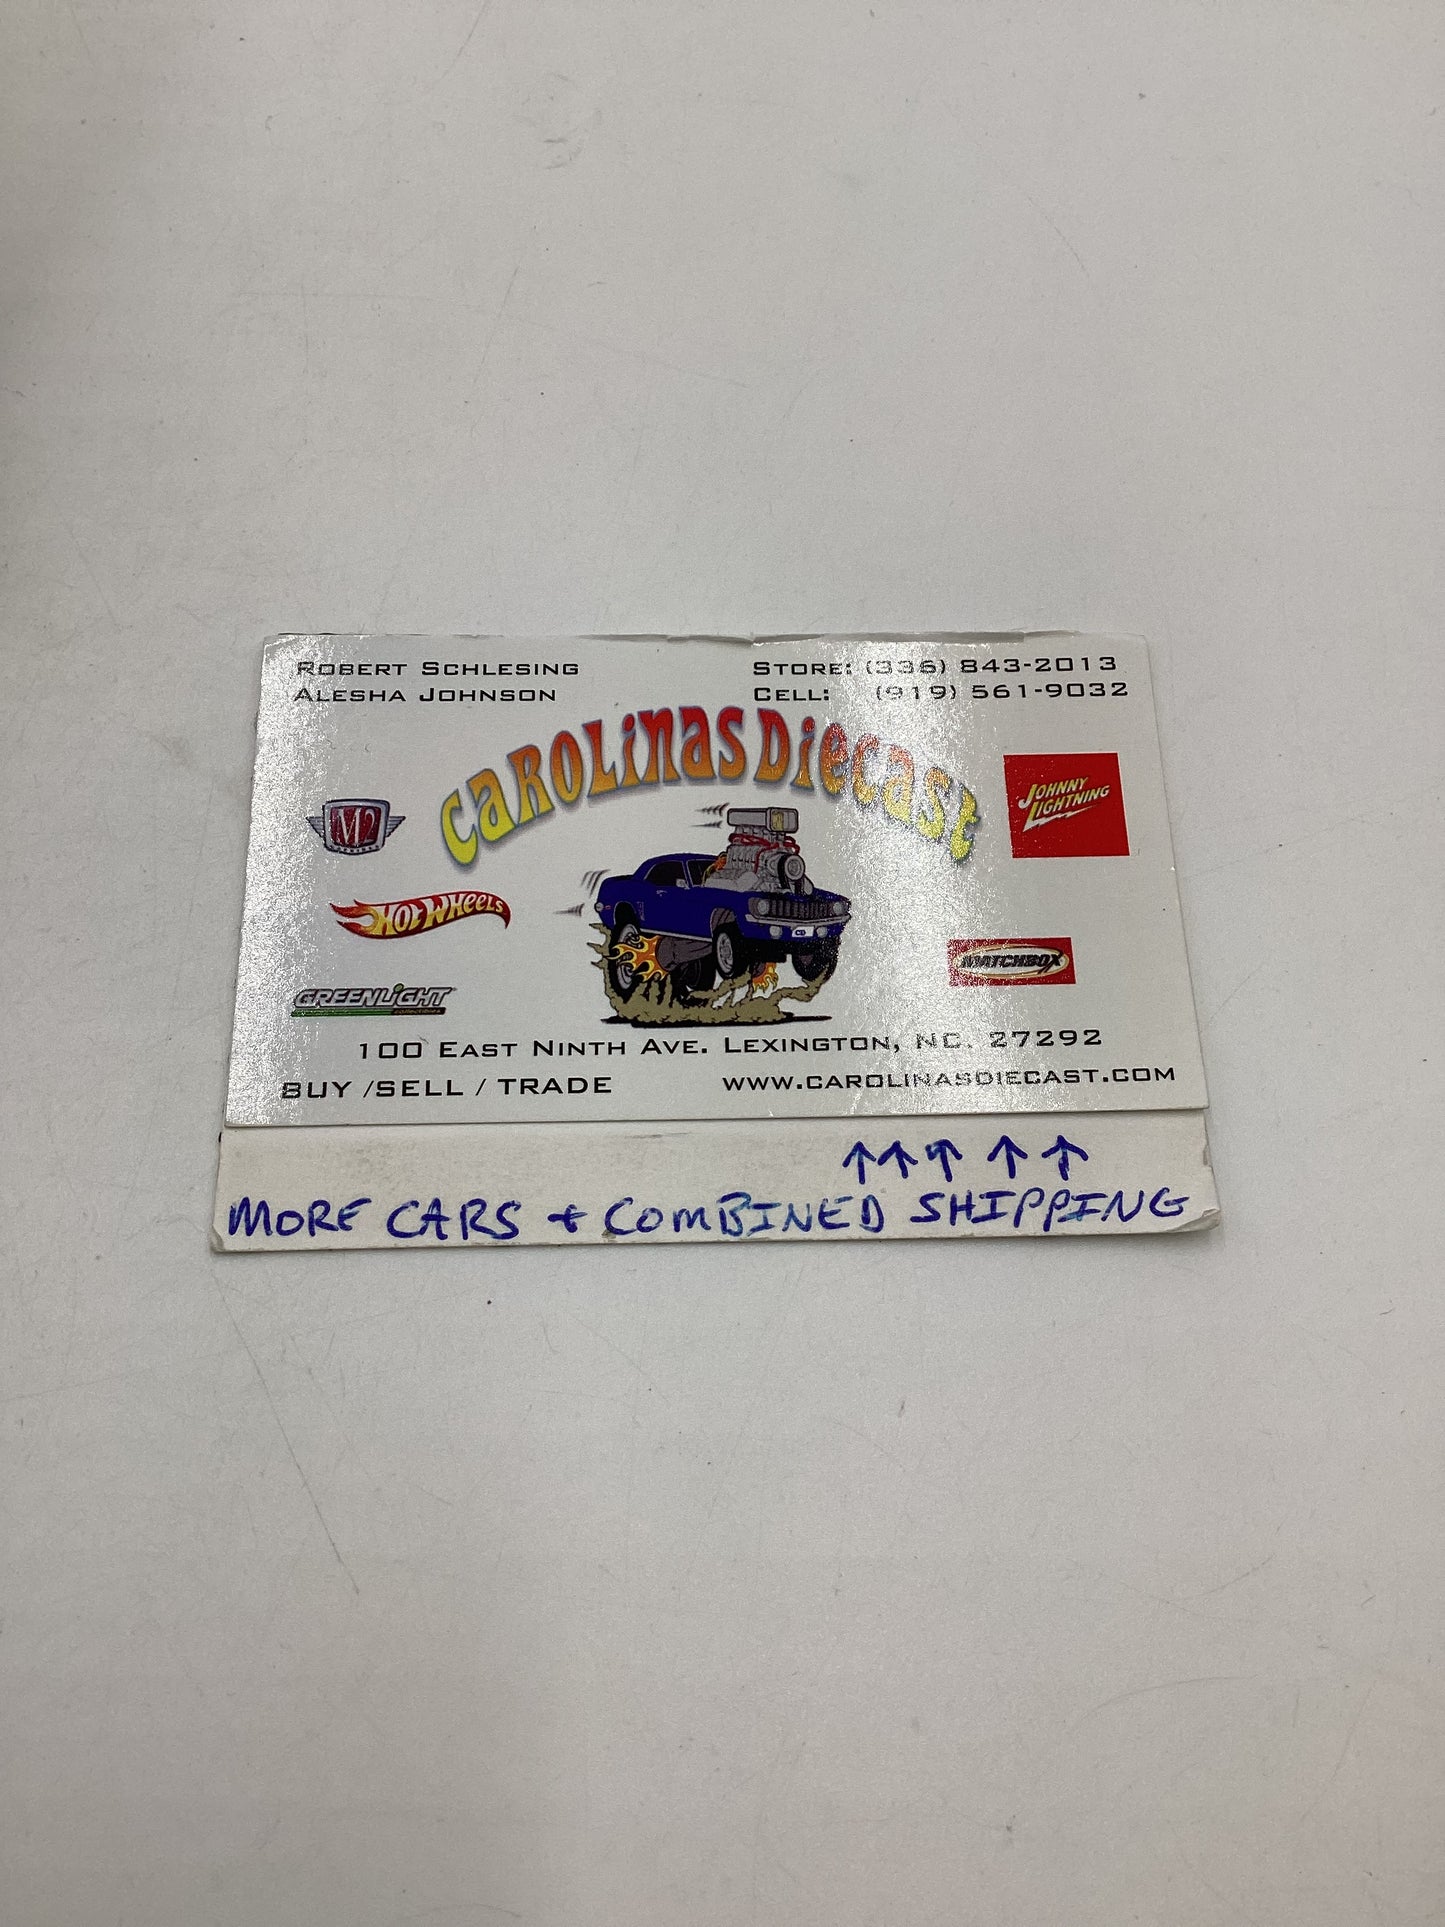 ROBERT SCHLESING
ALESHA JOHNSON
STORE: (336) 843-2013
CELL: (919) 561-9032
CAROLINAS DIECAST
M2
JOHNNY LIGHTNING
HOT WHEELS
MATCHBOX
GREENLIGHT
collectibles
100 EAST NINTH AVE. LEXINGTON, NC. 27292
BUY /SELL / TRADE
WWW.CAROLINASDIECAST.COM
↑↑↑ ↑ ↑
MORE CARS + COMBINED SHIPPING